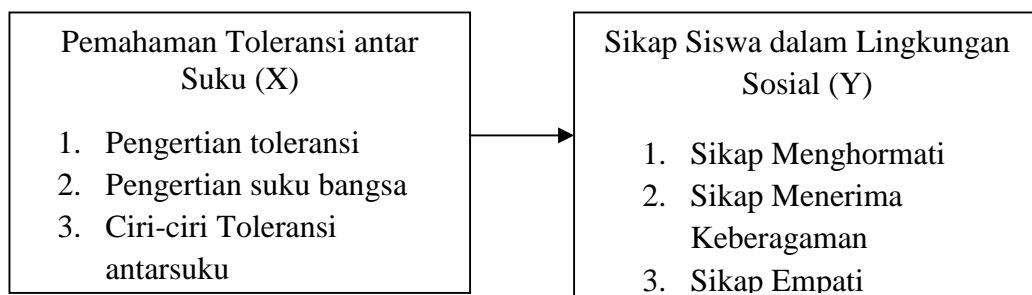 Pemahaman Toleransi antar
Suku (X)
1. Pengertian toleransi
2. Pengertian suku bangsa
3. Ciri-ciri Toleransi
antarsuku
Sikap Siswa dalam Lingkungan
Sosial (Y)
1. Sikap Menghormati
2. Sikap Menerima
Keberagaman
3. Sikap Empati